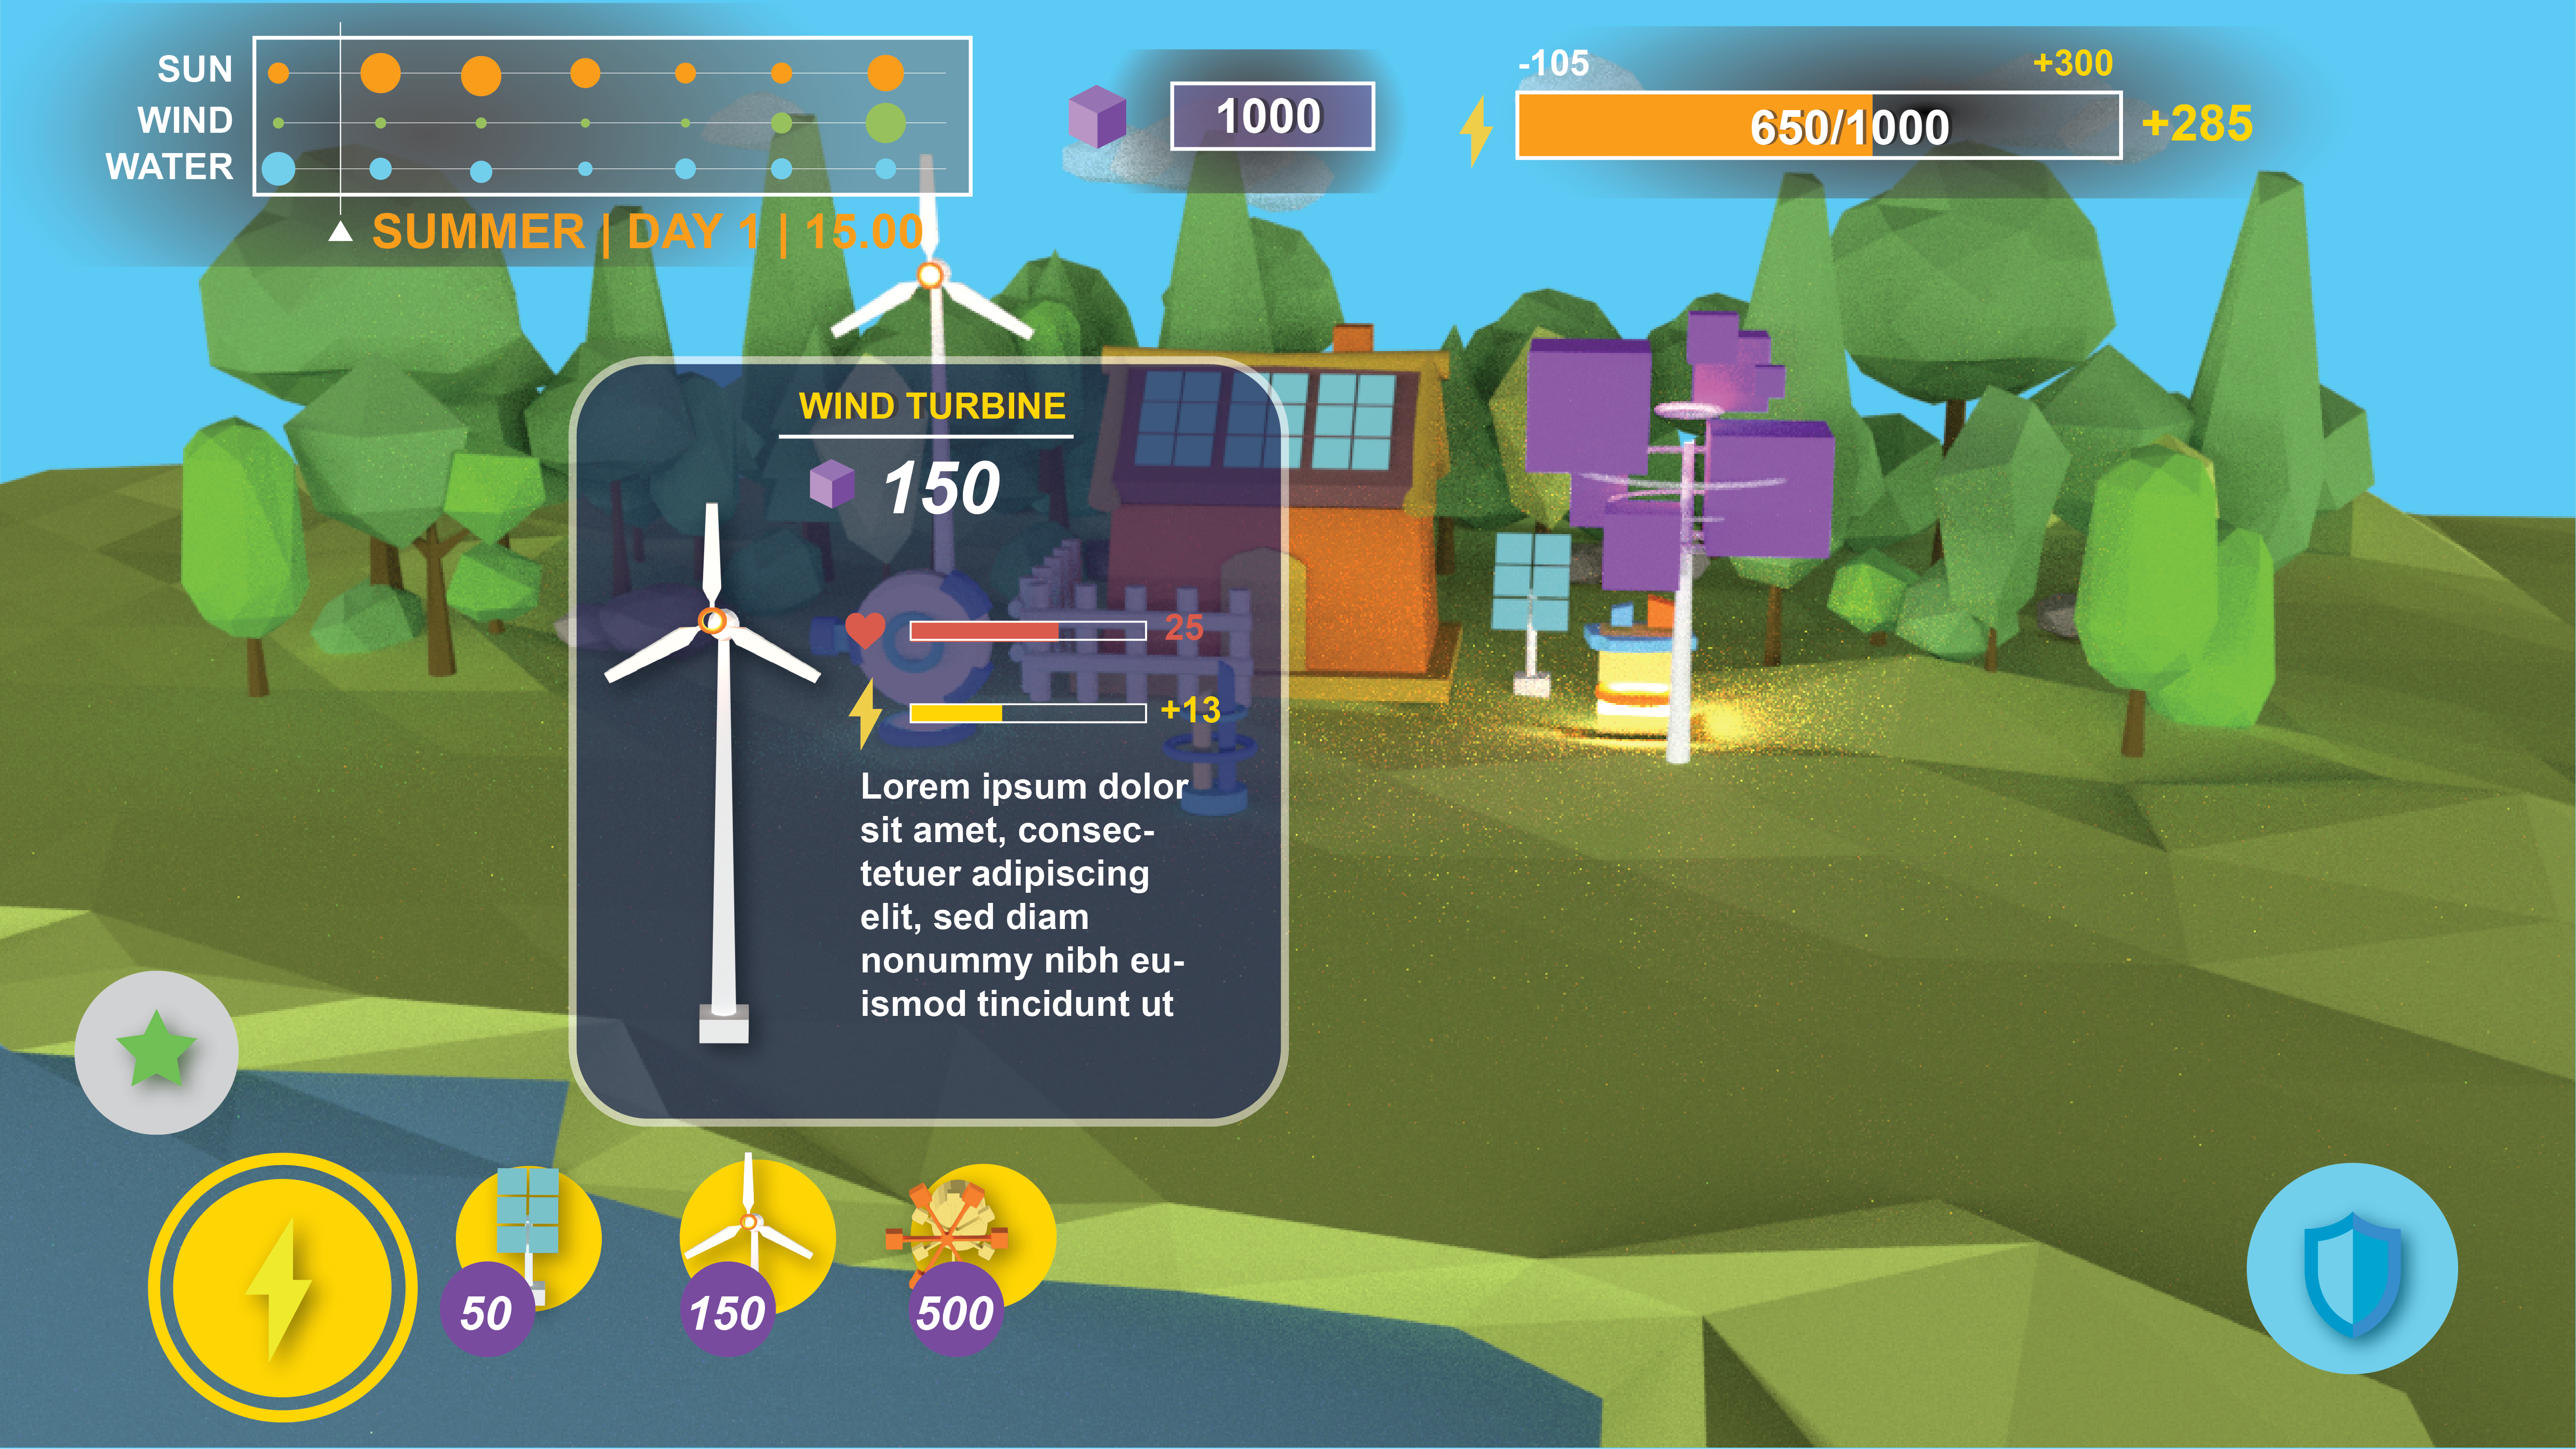 SUN
WIND
WATER
SUMMER | DAY 1 | 15.00
1000
-105
+300
650/1000
+285
WIND TURBINE
150
25
+13
Lorem ipsum dolor
sit amet, consec-
tetuer adipiscing
elit, sed diam
nonummy nibh eu-
ismod tincidunt ut
50
150
500